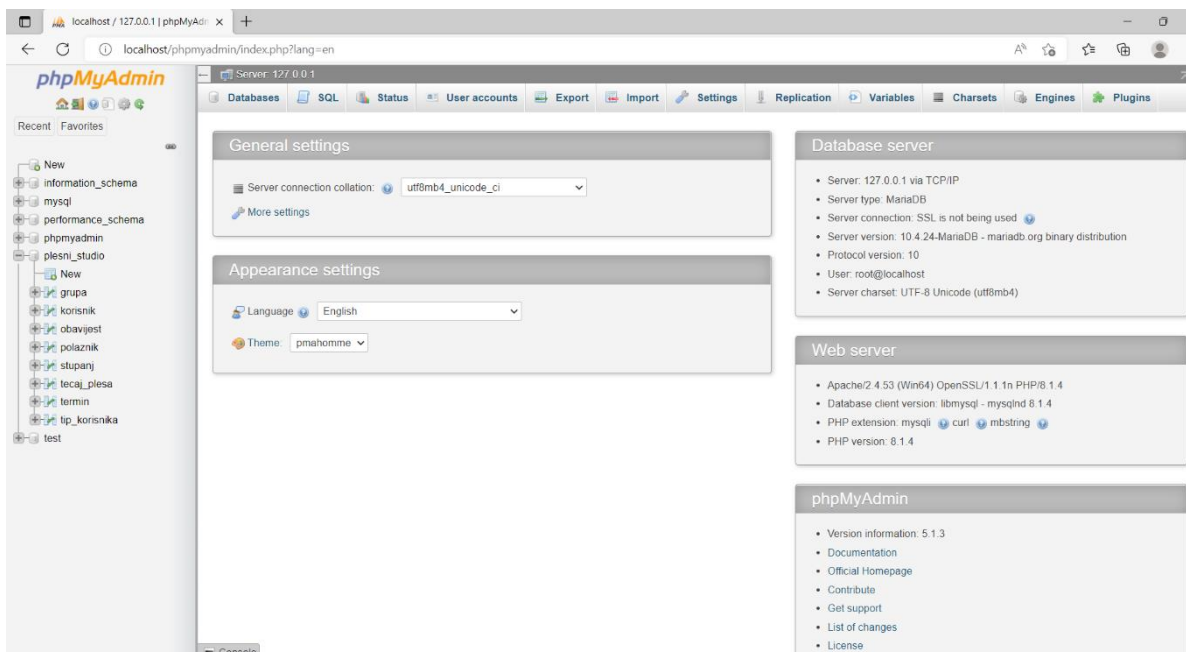 localhost / 127.0.0.1 | phpMyAdn
localhost/phpmyadmin/index.php?lang=en
phpMyAdmin
Recent Favorites
New
information_schema
mysql
performance_schema
phpmyadmin
plesni_studio
New
grupa
korisnik
obavijest
polaznik
stupanj
tecaj_plesa
termin
tip_korisnika
test
Server: 127.0.0.1
Databases SQL Status User accounts Export Import Settings Replication Variables Charsets Engines Plugins
General settings
Server connection collation: utf8mb4_unicode_ci
More settings
Appearance settings
Language English
Theme: pmahomme
Database server
Server: 127.0.0.1 via TCP/IP
Server type: MariaDB
Server connection: SSL is not being used
Server version: 10.4.24-MariaDB - mariadb.org binary distribution
Protocol version: 10
User: root@localhost
Server charset: UTF-8 Unicode (utf8mb4)
Web server
Apache/2.4.53 (Win64) OpenSSL/1.1.1n PHP/8.1.4
Database client version: libmysql - mysqlnd 8.1.4
PHP extension: mysqli curl mbstring
PHP version: 8.1.4
phpMyAdmin
Version information: 5.1.3
Documentation
Official Homepage
Contribute
Get support
List of changes
License
Console